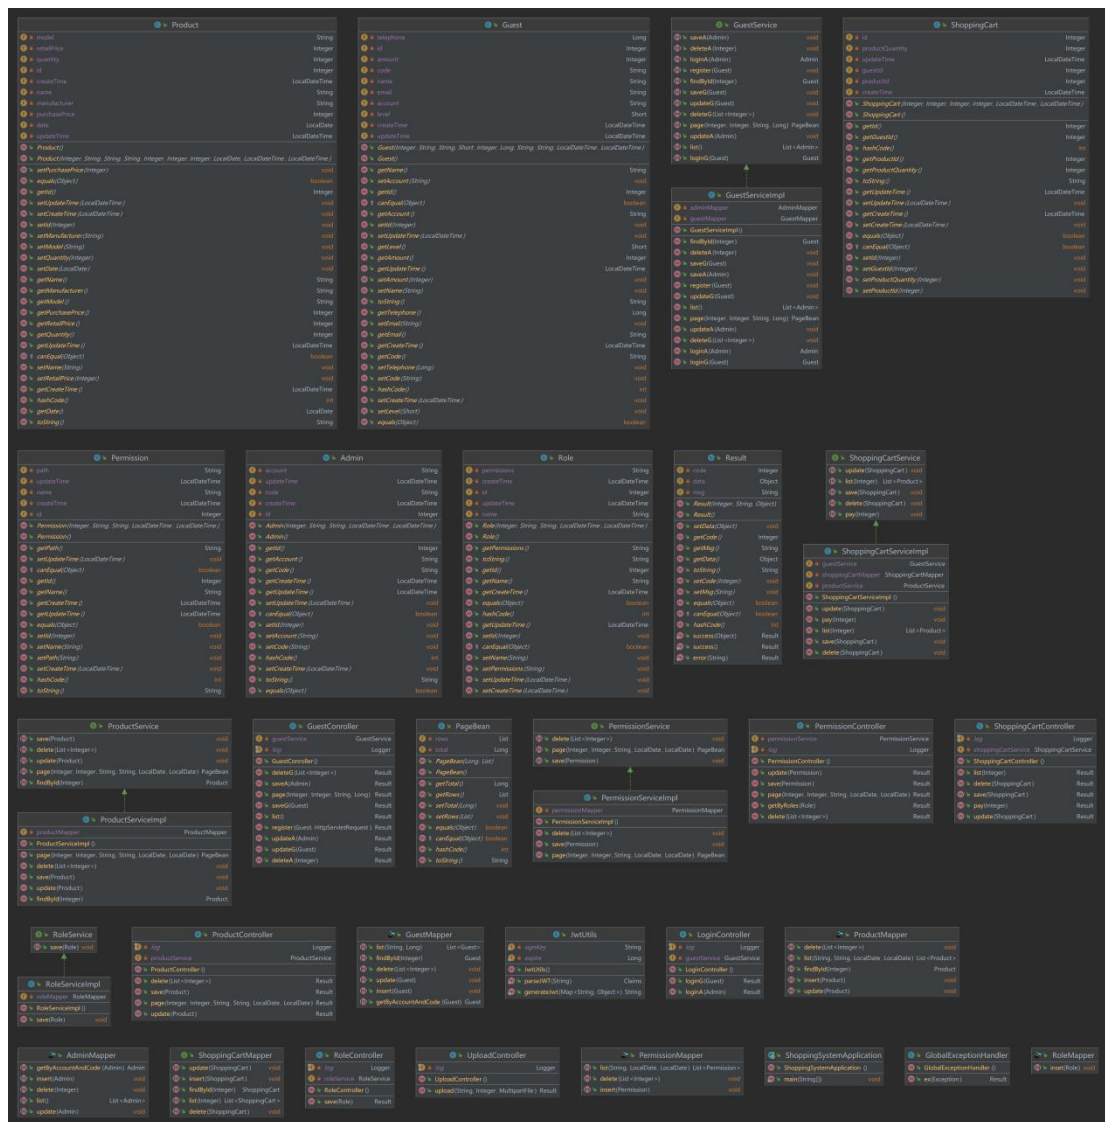 Product
model String
retailPrice Integer
quantity Integer
id Integer
createTime LocalDateTime
name String
manufacturer String
purchasePrice Integer
date LocalDate
updateTime LocalDateTime
Product()
Product(Integer, String, String, String, Integer, Integer, Integer, LocalDate, LocalDateTime, LocalDateTime)
setPurchasePrice(Integer) void
equals(Object) boolean
getId() Integer
setUpdateTime(LocalDateTime) void
setCreateTime(LocalDateTime) void
setId(Integer) void
setManufacturer(String) void
setModel(String) void
setQuantity(Integer) void
setDate(LocalDate) void
getName() String
getManufacturer() String
getModel() String
getPurchasePrice() Integer
getRetailPrice() Integer
getQuantity() Integer
getUpdateTime() LocalDateTime
canEqual(Object) boolean
setName(String) void
setRetailPrice(Integer) void
getCreateTime() LocalDateTime
hashCode() int
getDate() LocalDate
toString() String
Guest
telephone Long
id Integer
amount Integer
code String
name String
email String
account String
level Short
createTime LocalDateTime
updateTime LocalDateTime
Guest(Integer, String, String, Short, Integer, Long, String, String, LocalDateTime, LocalDateTime)
Guest()
getName() String
setAccount(String) void
getId() Integer
canEqual(Object) boolean
getAccount() String
setId(Integer) void
setUpdateTime(LocalDateTime) void
getLevel() Short
getAmount() Integer
getUpdateTime() LocalDateTime
setAmount(Integer) void
setName(String) void
toString() String
getTelephone() Long
setEmail(String) void
getEmail() String
getCreateTime() LocalDateTime
getCode() String
setTelephone(Long) void
setCode(String) void
hashCode() int
setCreateTime(LocalDateTime) void
setLevel(Short) void
equals(Object) boolean
GuestService
saveA(Admin) void
deleteA(Integer) void
loginA(Admin) Admin
register(Guest) void
findById(Integer) Guest
saveG(Guest) void
updateG(Guest) void
deleteG(List<Integer>) void
page(Integer, Integer, String, Long) PageBean
updateA(Admin) void
list() List<Admin>
loginG(Guest) Guest
GuestServiceImpl
adminMapper AdminMapper
guestMapper GuestMapper
GuestServiceImpl()
findById(Integer) Guest
deleteA(Integer) void
saveG(Guest) void
saveA(Admin) void
register(Guest) void
updateG(Guest) void
list() List<Admin>
page(Integer, Integer, String, Long) PageBean
updateA(Admin) void
deleteG(List<Integer>) void
loginA(Admin) Admin
loginG(Guest) Guest
ShoppingCart
id Integer
productQuantity Integer
updateTime LocalDateTime
guestId Integer
productId Integer
createTime LocalDateTime
ShoppingCart(Integer, Integer, Integer, Integer, LocalDateTime, LocalDateTime)
ShoppingCart()
getId() Integer
getGuestId() Integer
hashCode() int
getProductId() Integer
getProductQuantity() Integer
toString() String
getUpdateTime() LocalDateTime
setUpdateTime(LocalDateTime) void
getCreateTime() LocalDateTime
setCreateTime(LocalDateTime) void
equals(Object) boolean
canEqual(Object) boolean
setId(Integer) void
setGuestId(Integer) void
setProductQuantity(Integer) void
setProductId(Integer) void
Permission
path String
updateTime LocalDateTime
name String
createTime LocalDateTime
id Integer
Permission(Integer, String, String, LocalDateTime, LocalDateTime)
Permission()
getPath() String
setUpdateTime(LocalDateTime) void
canEqual(Object) boolean
getId() Integer
getName() String
getCreateTime() LocalDateTime
getUpdateTime() LocalDateTime
equals(Object) boolean
setId(Integer) void
setName(String) void
setPath(String) void
setCreateTime(LocalDateTime) void
hashCode() int
toString() String
Admin
account String
updateTime LocalDateTime
code String
createTime LocalDateTime
id Integer
Admin(Integer, String, String, LocalDateTime, LocalDateTime)
Admin()
getId() Integer
getAccount() String
getCode() String
getCreateTime() LocalDateTime
getUpdateTime() LocalDateTime
setUpdateTime(LocalDateTime) void
canEqual(Object) boolean
setId(Integer) void
setAccount(String) void
setCode(String) void
hashCode() int
setCreateTime(LocalDateTime) void
toString() String
equals(Object) boolean
Role
permissions String
createTime LocalDateTime
id Integer
updateTime LocalDateTime
name String
Role(Integer, String, String, LocalDateTime, LocalDateTime)
Role()
getPermissions() String
toString() String
getId() Integer
getName() String
getCreateTime() LocalDateTime
equals(Object) boolean
hashCode() int
getUpdateTime() LocalDateTime
setId(Integer) void
canEqual(Object) boolean
setName(String) void
setPermissions(String) void
setUpdateTime(LocalDateTime) void
setCreateTime(LocalDateTime) void
Result
code Integer
data Object
msg String
Result(Integer, String, Object)
Result()
setData(Object) void
getCode() Integer
getMsg() String
getData() Object
toString() String
setCode(Integer) void
setMsg(String) void
equals(Object) boolean
canEqual(Object) boolean
hashCode() int
success(Object) Result
success() Result
error(String) Result
ShoppingCartService
update(ShoppingCart) void
list(Integer) List<Product>
save(ShoppingCart) void
delete(ShoppingCart) void
pay(Integer) void
ShoppingCartServiceImpl
guestService GuestService
shoppingCartMapper ShoppingCartMapper
productService ProductService
ShoppingCartServiceImpl()
update(ShoppingCart) void
pay(Integer) void
list(Integer) List<Product>
save(ShoppingCart) void
delete(ShoppingCart) void
ProductService
save(Product) void
delete(List<Integer>) void
update(Product) void
page(Integer, Integer, String, String, LocalDate, LocalDate) PageBean
findById(Integer) Product
ProductServiceImpl
productMapper ProductMapper
ProductServiceImpl()
page(Integer, Integer, String, String, LocalDate, LocalDate) PageBean
delete(List<Integer>) void
save(Product) void
update(Product) void
findById(Integer) Product
GuestConroller
guestService GuestService
log Logger
GuestConroller()
deleteG(List<Integer>) Result
saveA(Admin) Result
page(Integer, Integer, String, Long) Result
saveG(Guest) Result
list() Result
register(Guest, HttpServletRequest) Result
updateA(Admin) Result
updateG(Guest) Result
deleteA(Integer) Result
PageBean
rows List
total Long
PageBean(Long, List)
PageBean()
getTotal() Long
getRows() List
setTotal(Long) void
setRows(List) void
equals(Object) boolean
canEqual(Object) boolean
hashCode() int
toString() String
PermissionService
delete(List<Integer>) void
page(Integer, Integer, String, LocalDate, LocalDate) PageBean
save(Permission) void
PermissionServiceImpl
permissionMapper PermissionMapper
PermissionServiceImpl()
delete(List<Integer>) void
save(Permission) void
page(Integer, Integer, String, LocalDate, LocalDate) PageBean
PermissionController
permissionService PermissionService
log Logger
PermissionController()
update(Permission) Result
save(Permission) Result
page(Integer, Integer, String, LocalDate, LocalDate) Result
getByRoles(Role) Result
delete(List<Integer>) Result
ShoppingCartController
log Logger
shoppingCartService ShoppingCartService
ShoppingCartController()
list(Integer) Result
delete(ShoppingCart) Result
save(ShoppingCart) Result
pay(Integer) Result
update(ShoppingCart) Result
RoleService
save(Role) void
RoleServiceImpl
roleMapper RoleMapper
RoleServiceImpl()
save(Role) void
ProductController
log Logger
productService ProductService
ProductController()
delete(List<Integer>) Result
save(Product) Result
page(Integer, Integer, String, String, LocalDate, LocalDate) Result
update(Product) Result
GuestMapper
list(String, Long) List<Guest>
findById(Integer) Guest
delete(List<Integer>) void
update(Guest) void
insert(Guest) void
getByAccountAndCode(Guest) Guest
JwtUtils
signKey String
expire Long
JwtUtils()
parseJWT(String) Claims
generateJwt(Map<String, Object>) String
LoginController
log Logger
guestService GuestService
LoginController()
loginG(Guest) Result
loginA(Admin) Result
ProductMapper
delete(List<Integer>) void
list(String, String, LocalDate, LocalDate) List<Product>
findById(Integer) Product
insert(Product) void
update(Product) void
AdminMapper
getByAccountAndCode(Admin) Admin
insert(Admin) void
delete(Integer) void
list() List<Admin>
update(Admin) void
ShoppingCartMapper
update(ShoppingCart) void
insert(ShoppingCart) void
findById(Integer) ShoppingCart
list(Integer) List<ShoppingCart>
delete(ShoppingCart) void
RoleController
log Logger
roleService RoleService
RoleController()
save(Role) Result
UploadController
log Logger
UploadController()
upload(String, Integer, MultipartFile) Result
PermissionMapper
list(String, LocalDate, LocalDate) List<Permission>
delete(List<Integer>) void
insert(Permission) void
ShoppingSystemApplication
ShoppingSystemApplication()
main(String[]) void
GlobalExceptionHandler
GlobalExceptionHandler()
ex(Exception) Result
RoleMapper
inset(Role) void